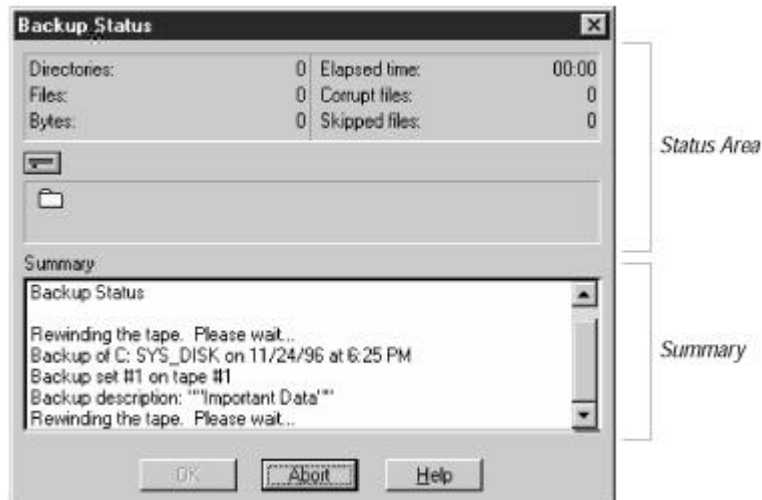 Backup Status
Directories: 0 Elapsed time: 00:00
Files: 0 Corrupt files: 0
Bytes: 0 Skipped files: 0
Status Area
Summary
Backup Status
Rewinding the tape. Please wait...
Backup of C: SYS_DISK on 11/24/96 at 6:25 PM
Summary
Backup set #1 on tape #1
Backup description: ""Important Data""
Rewinding the tape. Please wait...
OK Abort Help